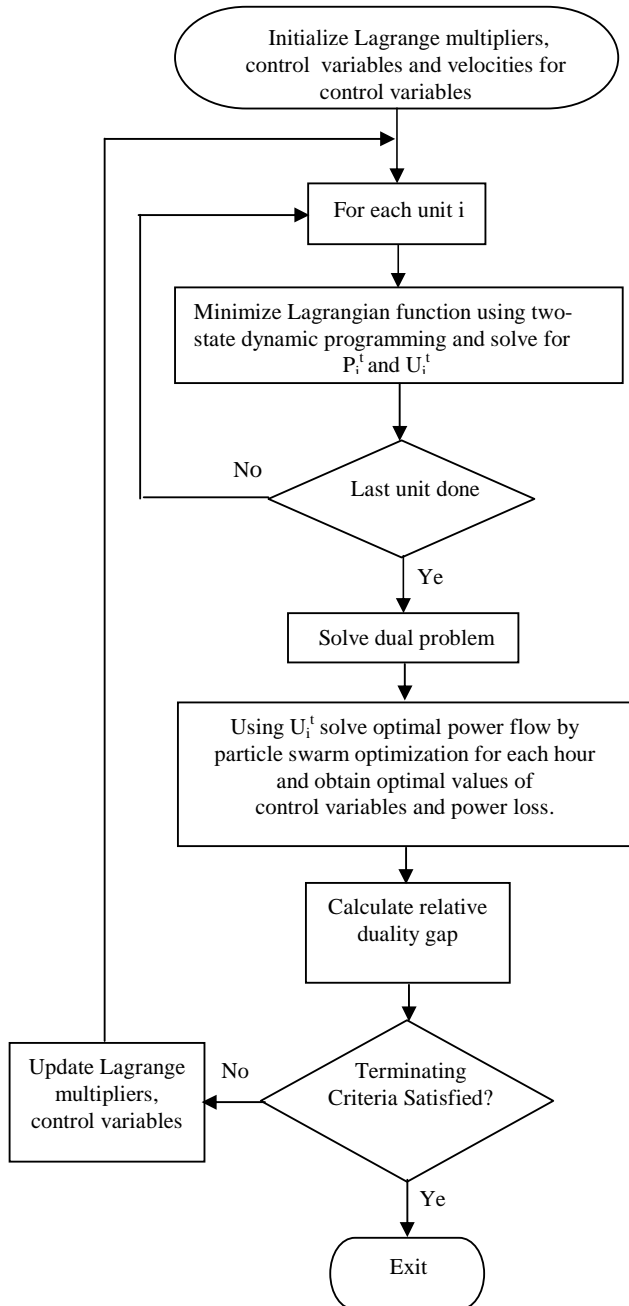 Initialize Lagrange multipliers,
control variables and velocities for
control variables
For each unit i
Minimize Lagrangian function using two-
state dynamic programming and solve for
Pᵢᵗ and Uᵢᵗ
No
Last unit done
Ye
Solve dual problem
Using Uᵢᵗ solve optimal power flow by
particle swarm optimization for each hour
and obtain optimal values of
control variables and power loss.
Calculate relative
duality gap
Update Lagrange
multipliers,
control variables
No
Terminating
Criteria Satisfied?
Ye
Exit